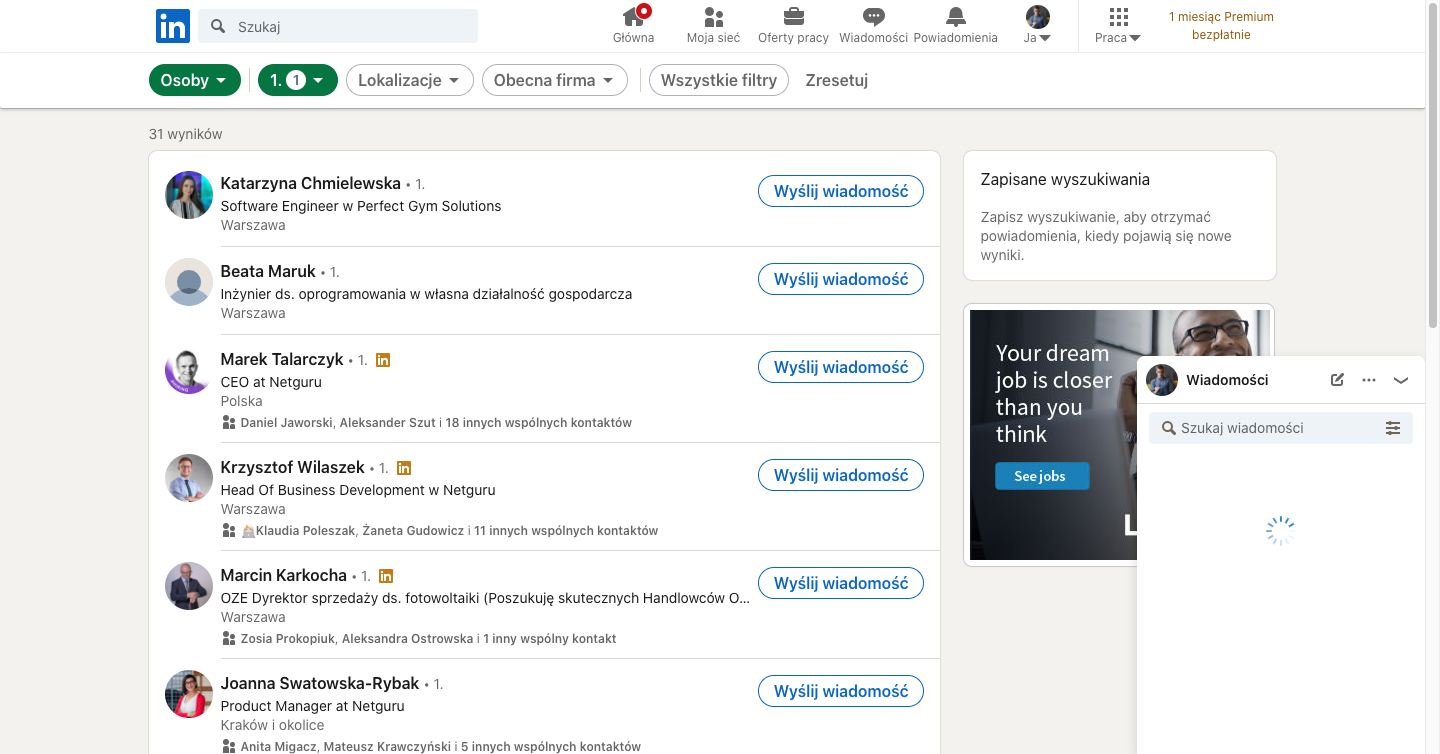 in
Szukaj
Główna
Moja sieć
Oferty pracy
Wiadomości
Powiadomienia
Ja
Praca
1 miesiąc Premium
bezpłatnie
Osoby
1. 1
Lokalizacje
Obecna firma
Wszystkie filtry
Zresetuj
31 wyników
Katarzyna Chmielewska • 1.
Wyślij wiadomość
Software Engineer w Perfect Gym Solutions
Warszawa
Beata Maruk • 1.
Wyślij wiadomość
Inżynier ds. oprogramowania w własna działalność gospodarcza
Warszawa
Marek Talarczyk • 1. in
Wyślij wiadomość
CEO at Netguru
Polska
Daniel Jaworski, Aleksander Szut i 18 innych wspólnych kontaktów
Krzysztof Wilaszek • 1. in
Wyślij wiadomość
Head Of Business Development w Netguru
Warszawa
Klaudia Poleszak, Żaneta Gudowicz i 11 innych wspólnych kontaktów
Marcin Karkocha • 1. in
Wyślij wiadomość
OZE Dyrektor sprzedaży ds. fotowoltaiki (Poszukuję skutecznych Handlowców O...
Warszawa
Zosia Prokopiuk, Aleksandra Ostrowska i 1 inny wspólny kontakt
Joanna Swatowska-Rybak • 1.
Wyślij wiadomość
Product Manager at Netguru
Kraków i okolice
Anita Migacz, Mateusz Krawczyński i 5 innych wspólnych kontaktów
Zapisane wyszukiwania
Zapisz wyszukiwanie, aby otrzymać
powiadomienia, kiedy pojawią się nowe
wyniki.
Your dream
job is closer
than you
think
See jobs
L
Wiadomości
Szukaj wiadomości